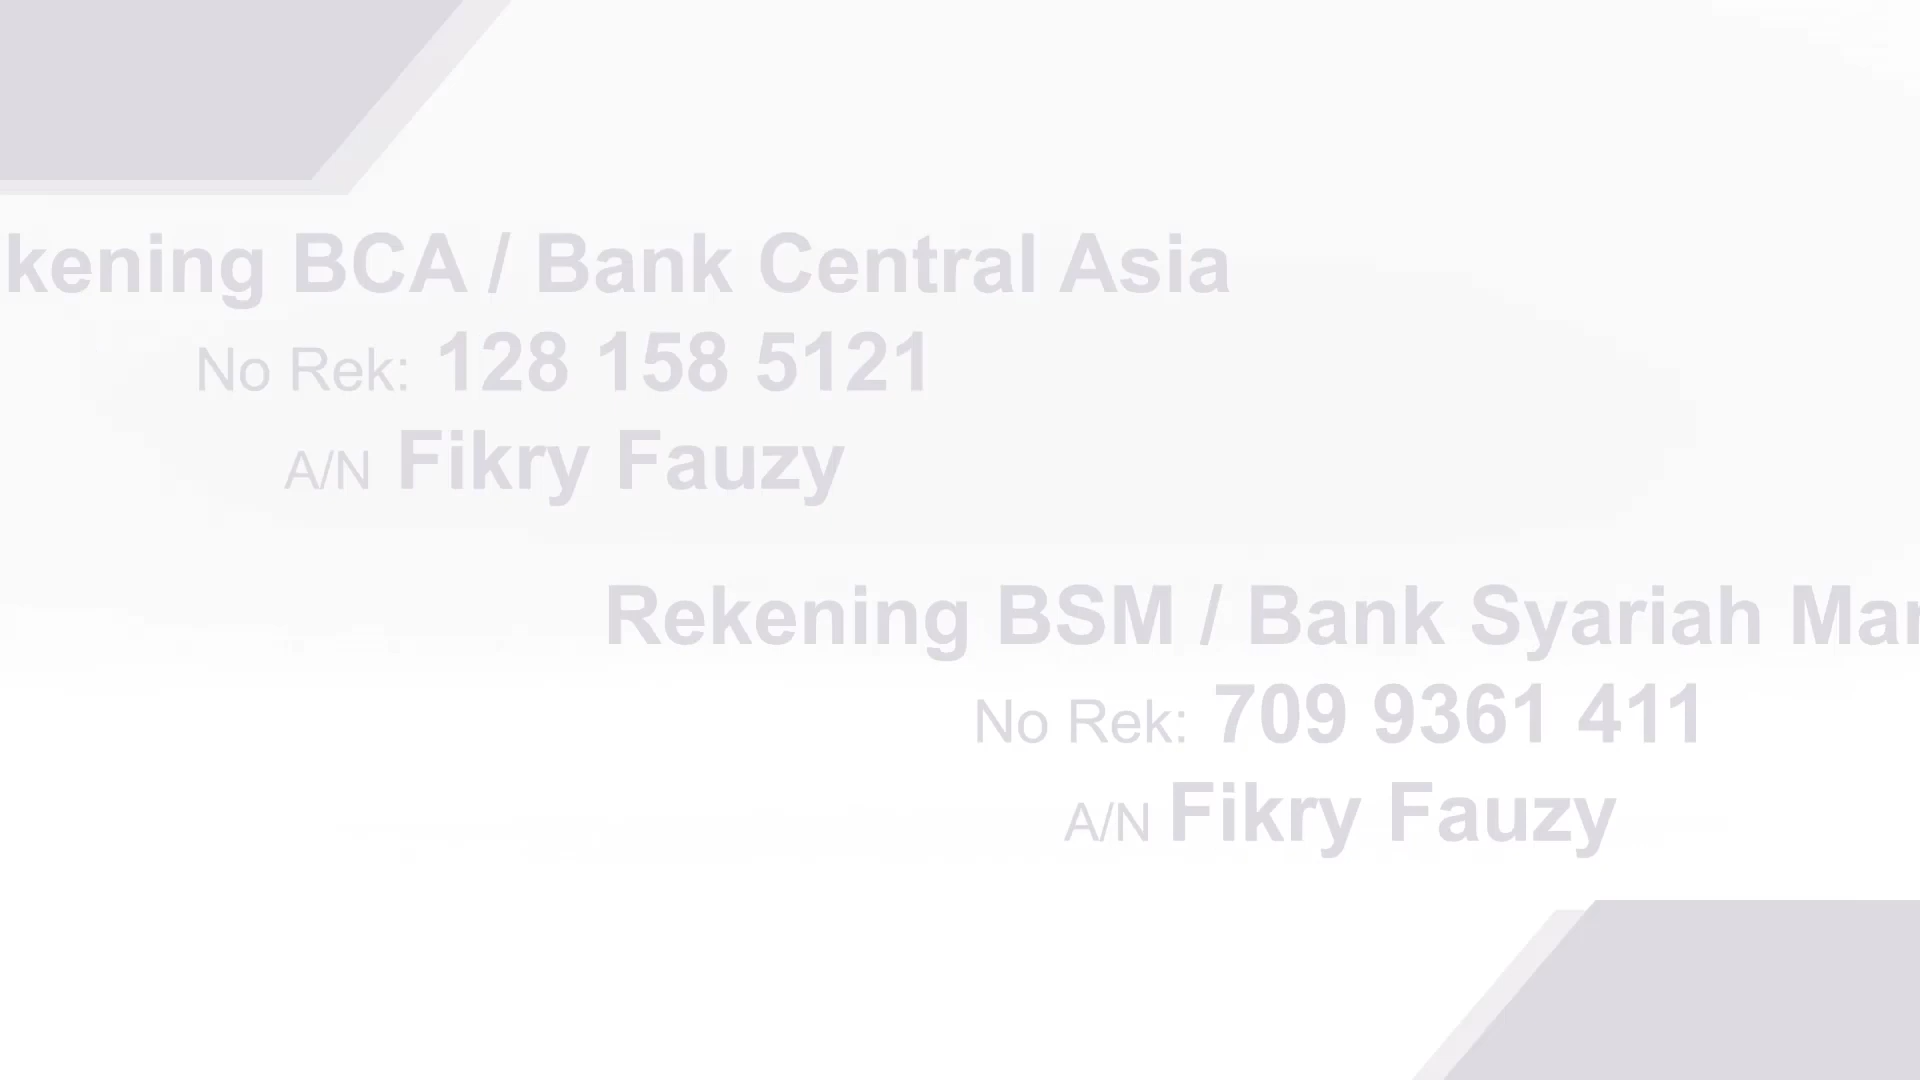 kening BCA / Bank Central Asia
No Rek: 128 158 5121
A/N Fikry Fauzy
Rekening BSM / Bank Syariah Mar
No Rek: 709 9361 411
A/N Fikry Fauzy